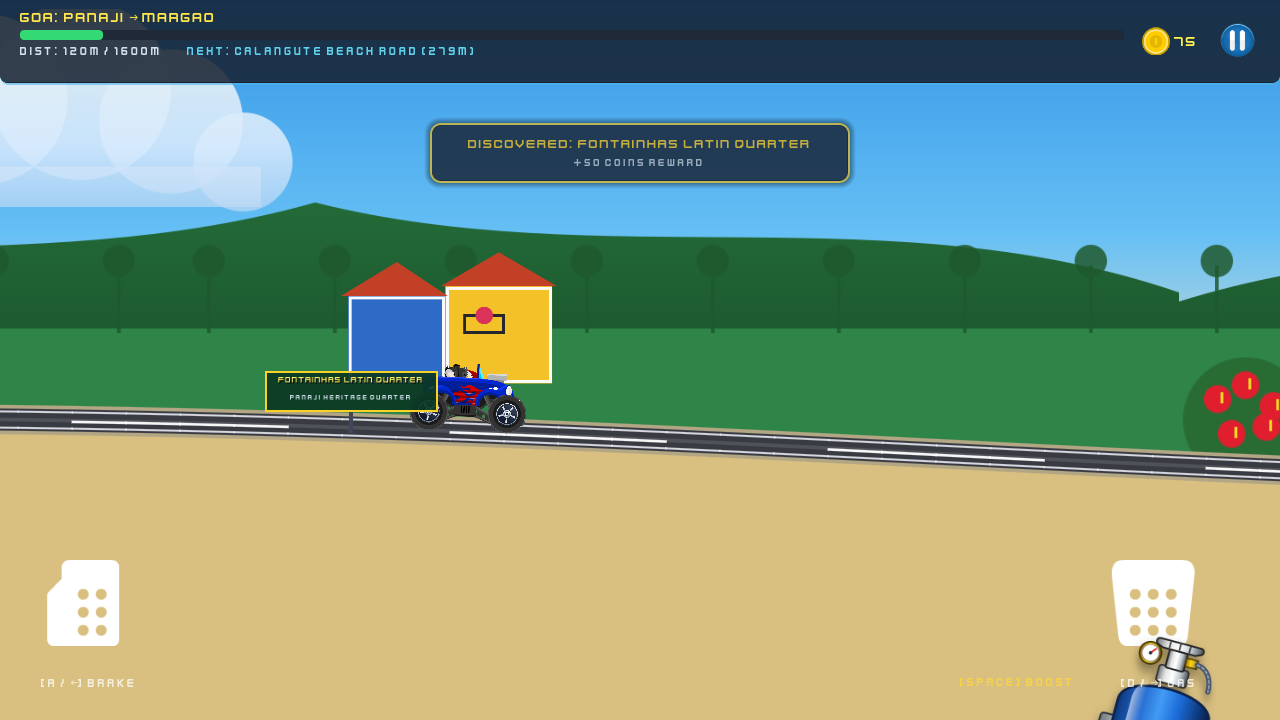 GOA: PANAJI → MARGAO
DIST: 120M / 1600M
NEXT: CALANGUTE BEACH ROAD (279M)
75
DISCOVERED: FONTAINHAS LATIN QUARTER
+50 COINS REWARD
FONTAINHAS LATIN QUARTER
PANAJI HERITAGE QUARTER
[A / ←] BRAKE
[SPACE] BOOST
[D / →] GAS